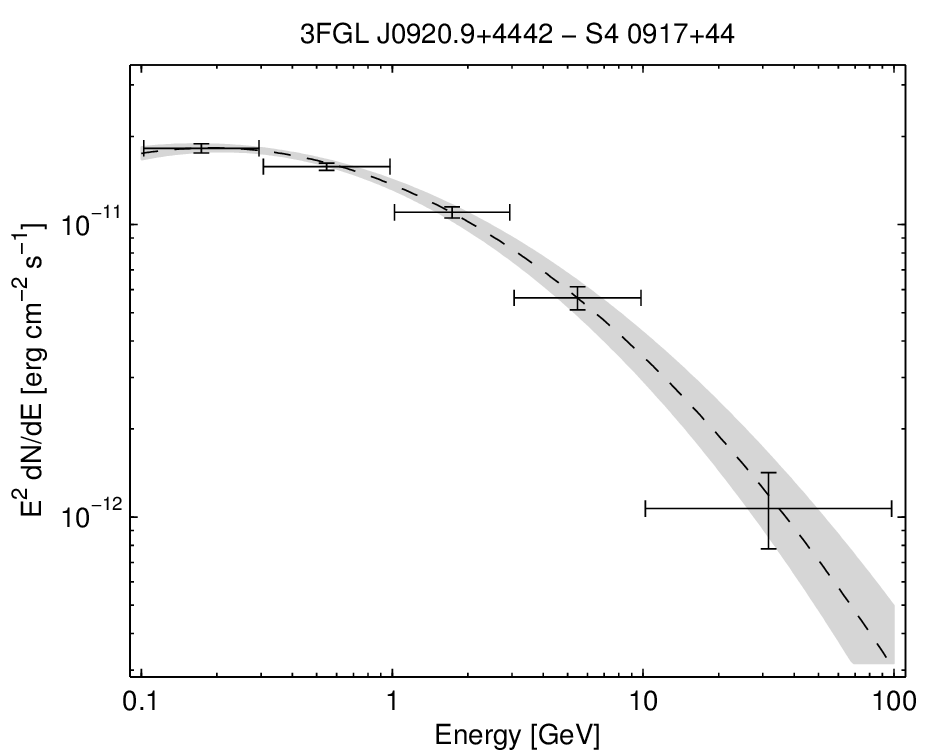 3FGL J0920.9+4442 − S4 0917+44
E² dN/dE [erg cm⁻² s⁻¹]
10⁻¹¹
10⁻¹²
0.1 1 10 100
Energy [GeV]